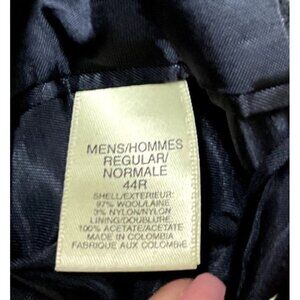 MENS/HOMMES
REGULAR/
NORMALE
44R
SHELL/EXTERIEUR:
97% WOOL/LAINE
3% NYLON/NYLON
LINING/DOUBLURE:
100% ACETATE/ACETATE
MADE IN COLOMBIA
FABRIQUE AUX COLOMBIE